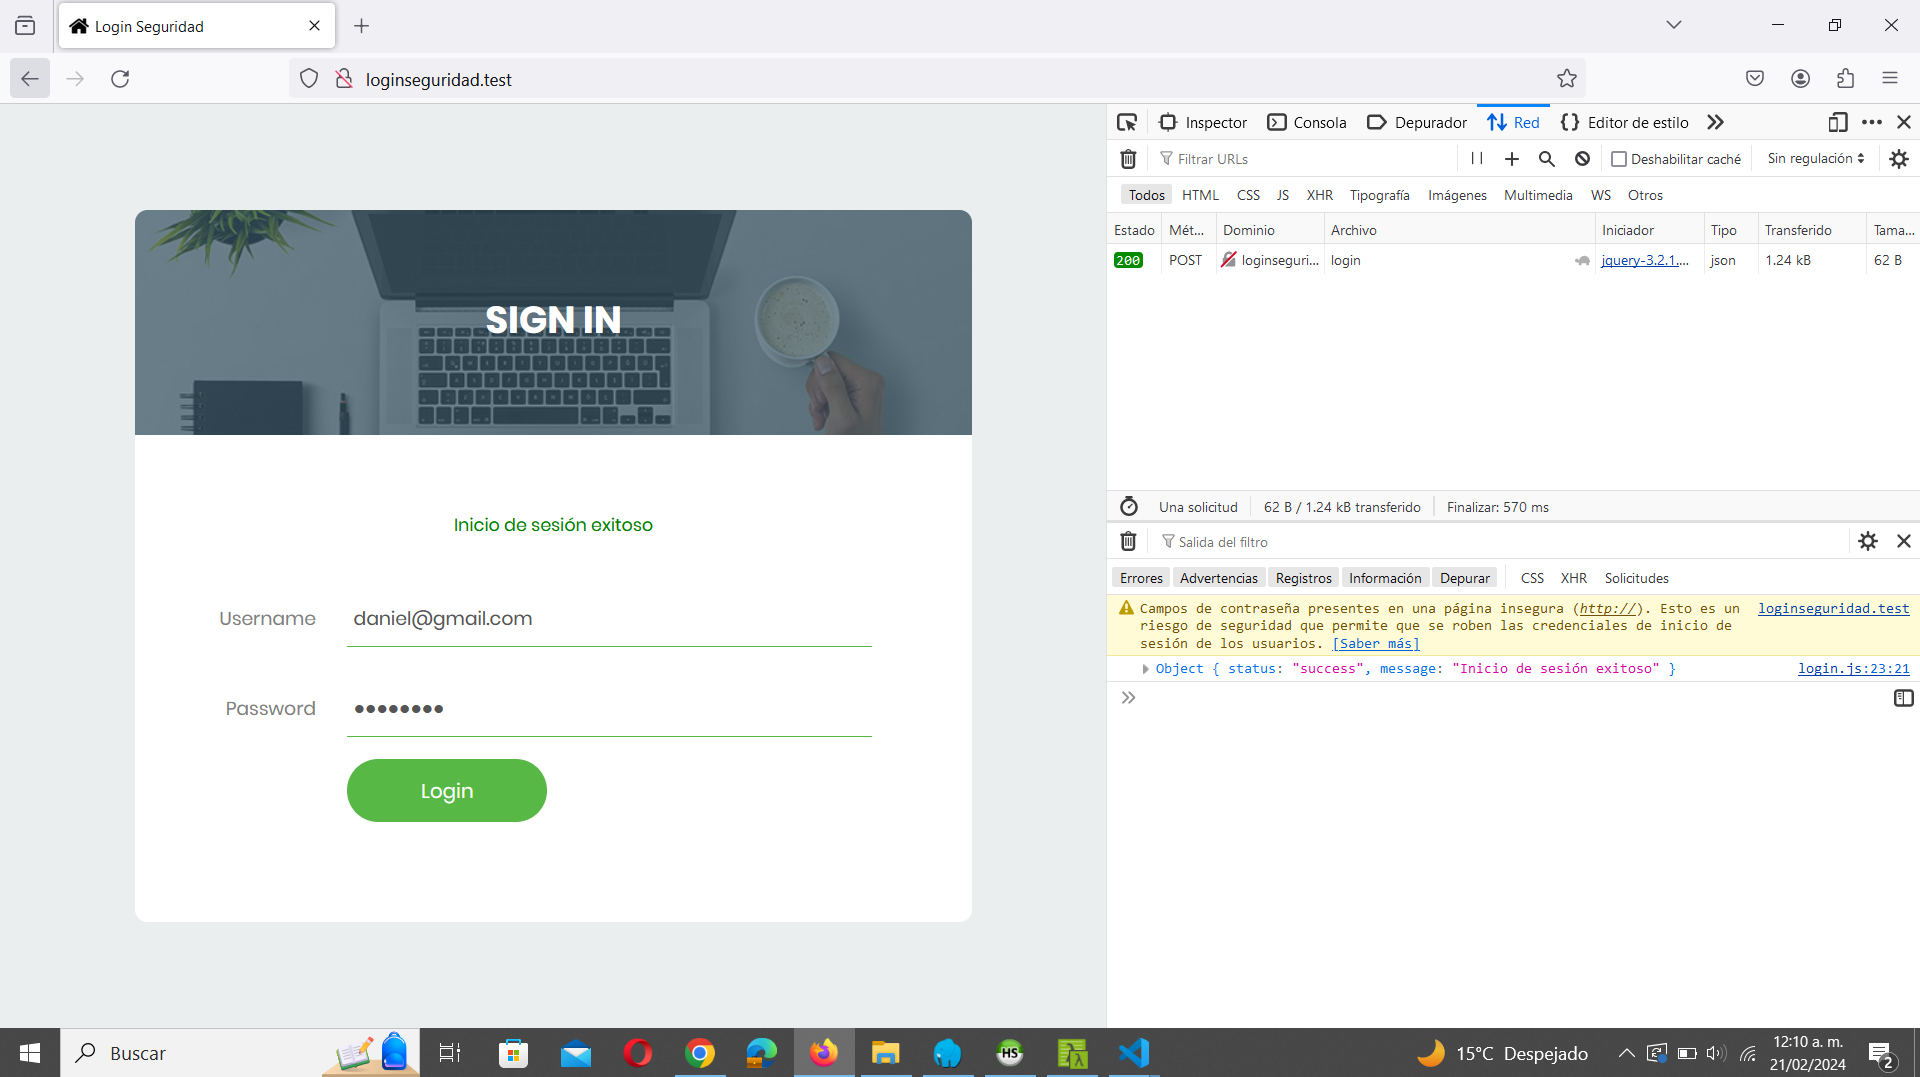 Login Seguridad
loginseguridad.test
Inspector Consola Depurador Red Editor de estilo
Filtrar URLs Deshabilitar caché Sin regulación
Todos HTML CSS JS XHR Tipografía Imágenes Multimedia WS Otros
Estado Mét... Dominio Archivo Iniciador Tipo Transferido Tama...
200 POST loginseguri... login jquery-3.2.1.... json 1.24 kB 62 B
Una solicitud 62 B / 1.24 kB transferido Finalizar: 570 ms
Salida del filtro
Errores Advertencias Registros Información Depurar CSS XHR Solicitudes
Campos de contraseña presentes en una página insegura (http://). Esto es un loginseguridad.test
riesgo de seguridad que permite que se roben las credenciales de inicio de
sesión de los usuarios. [Saber más]
Object { status: "success", message: "Inicio de sesión exitoso" } login.js:23:21
SIGN IN
Inicio de sesión exitoso
Username daniel@gmail.com
Password ••••••••
Login
Buscar
HS
15°C Despejado
12:10 a. m.
21/02/2024
2